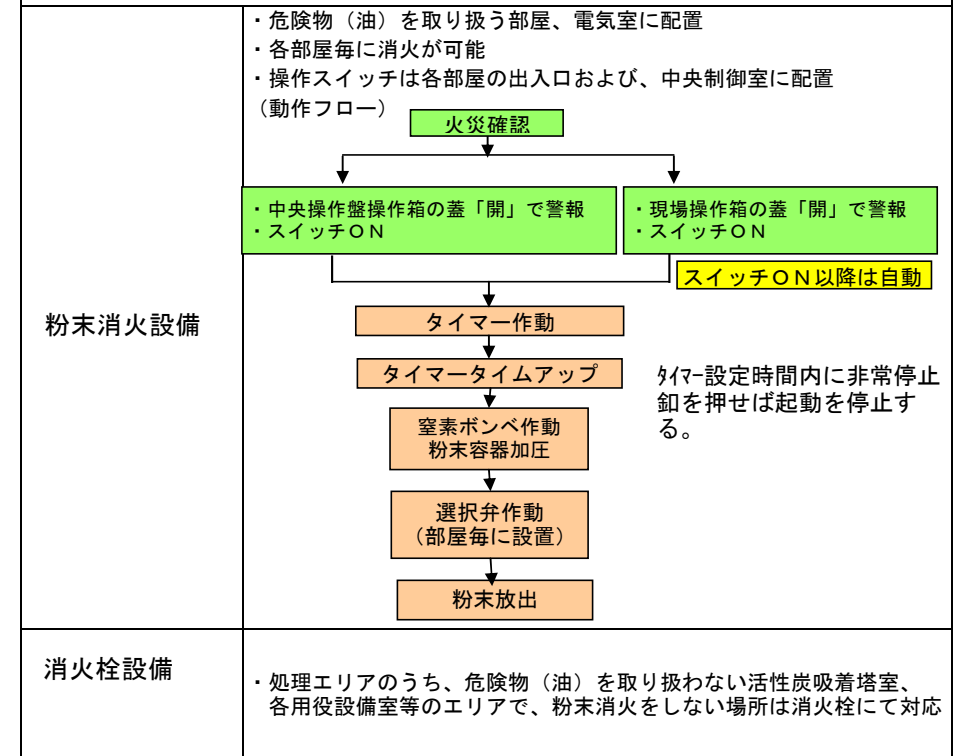 ・危険物（油）を取り扱う部屋、電気室に配置
・各部屋毎に消火が可能
・操作スイッチは各部屋の出入口および、中央制御室に配置
（動作フロー）
火災確認
・中央操作盤操作箱の蓋「開」で警報
・スイッチＯＮ
・現場操作箱の蓋「開」で警報
・スイッチＯＮ
スイッチＯＮ以降は自動
粉末消火設備
タイマー作動
タイマータイムアップ
ﾀｲﾏｰ設定時間内に非常停止
釦を押せば起動を停止す
る。
窒素ボンベ作動
粉末容器加圧
選択弁作動
（部屋毎に設置）
粉末放出
消火栓設備
・処理エリアのうち、危険物（油）を取り扱わない活性炭吸着塔室、
各用役設備室等のエリアで、粉末消火をしない場所は消火栓にて対応